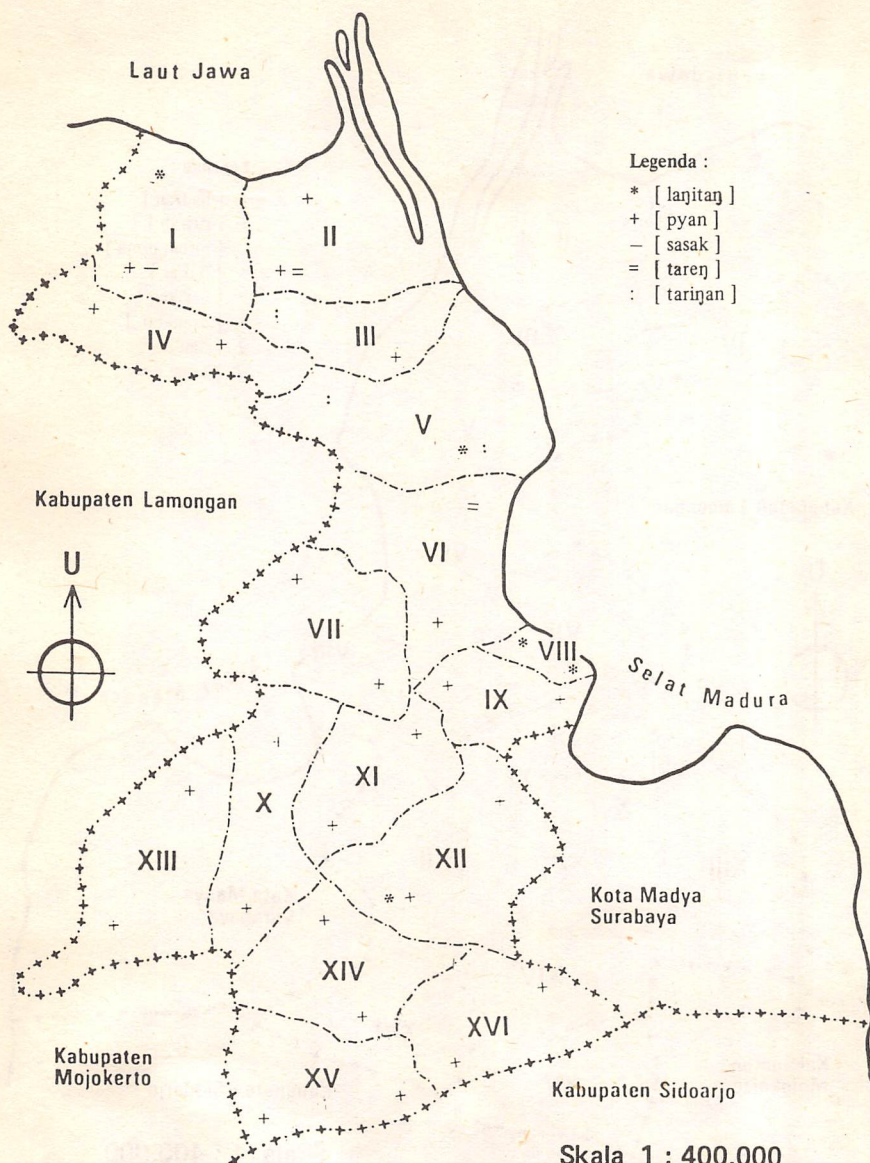 Laut Jawa
Legenda :
* [ laŋitaŋ ]
+ [ pyan ]
– [ sasak ]
= [ tareŋ ]
: [ tariŋan ]
I
II
III
IV
V
Kabupaten Lamongan
U
VI
VII
VIII
Selat Madura
IX
X
XI
XII
XIII
Kota Madya
Surabaya
XIV
XVI
Kabupaten
Mojokerto
XV
Kabupaten Sidoarjo
Skala 1 : 400.000